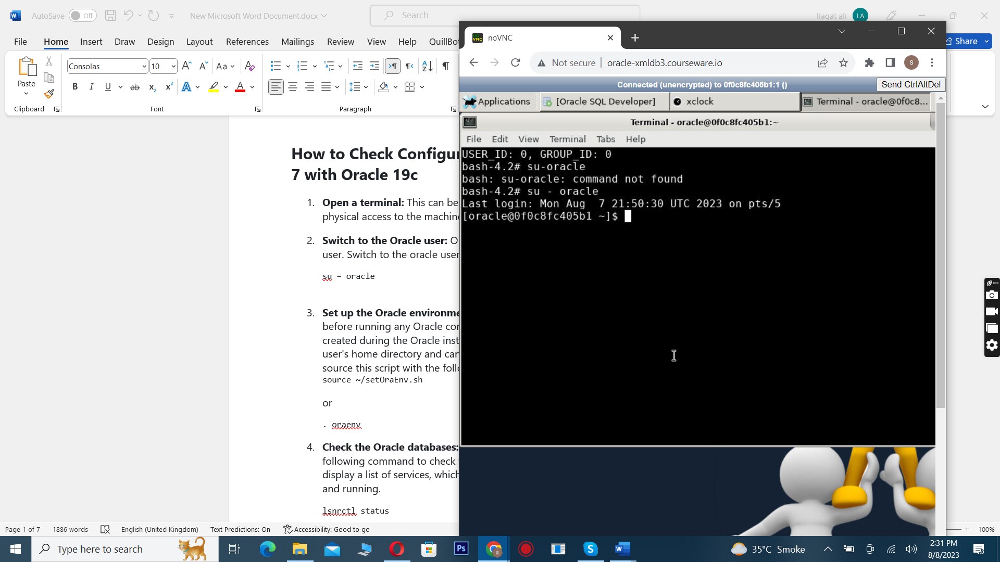 AutoSave Off New Microsoft Word Document.docx Search liaqat ali LA
File Home Insert Draw Design Layout References Mailings Review View Help QuillBot Share
Paste Consolas 10 Aa
B I U ab x₂ x² A A
Clipboard Font Paragraph
How to Check Configu
7 with Oracle 19c
1. Open a terminal: This can be
physical access to the machin
2. Switch to the Oracle user: O
user. Switch to the oracle user
su – oracle
3. Set up the Oracle environme
before running any Oracle co
created during the Oracle inst
user's home directory and can
source this script with the foll
source ~/setOraEnv.sh
or
. oraenv
4. Check the Oracle databases:
following command to check
display a list of services, which
and running.
lsnrctl status
Page 1 of 7 1886 words English (United Kingdom) Text Predictions: On Accessibility: Good to go 100%
noVNC
Not secure oracle-xmldb3.courseware.io S
Connected (unencrypted) to 0f0c8fc405b1:1 () Send CtrlAltDel
Applications [Oracle SQL Developer] xclock Terminal - oracle@0f0c8...
Terminal - oracle@0f0c8fc405b1:~
File Edit View Terminal Tabs Help
USER_ID: 0, GROUP_ID: 0
bash-4.2# su-oracle
bash: su-oracle: command not found
bash-4.2# su - oracle
Last login: Mon Aug  7 21:50:30 UTC 2023 on pts/5
[oracle@0f0c8fc405b1 ~]$
Type here to search Ps 35°C Smoke 2:31 PM
8/8/2023